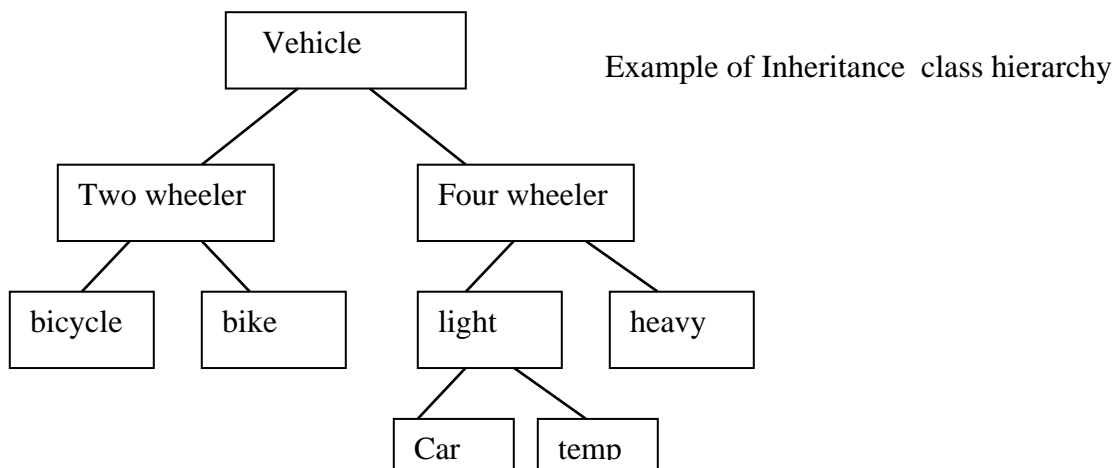 Vehicle
Example of Inheritance class hierarchy
Two wheeler
Four wheeler
bicycle
bike
light
heavy
Car
temp